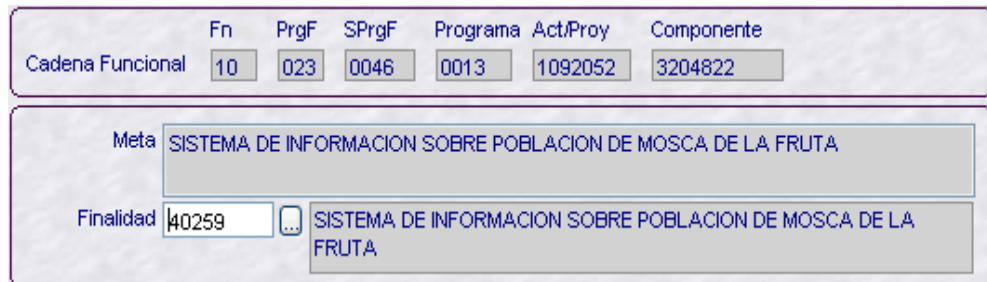 Fn PrgF SPrgF Programa Act/Proy Componente
Cadena Funcional 10 023 0046 0013 1092052 3204822
Meta SISTEMA DE INFORMACION SOBRE POBLACION DE MOSCA DE LA FRUTA
Finalidad 40259 ... SISTEMA DE INFORMACION SOBRE POBLACION DE MOSCA DE LA
FRUTA